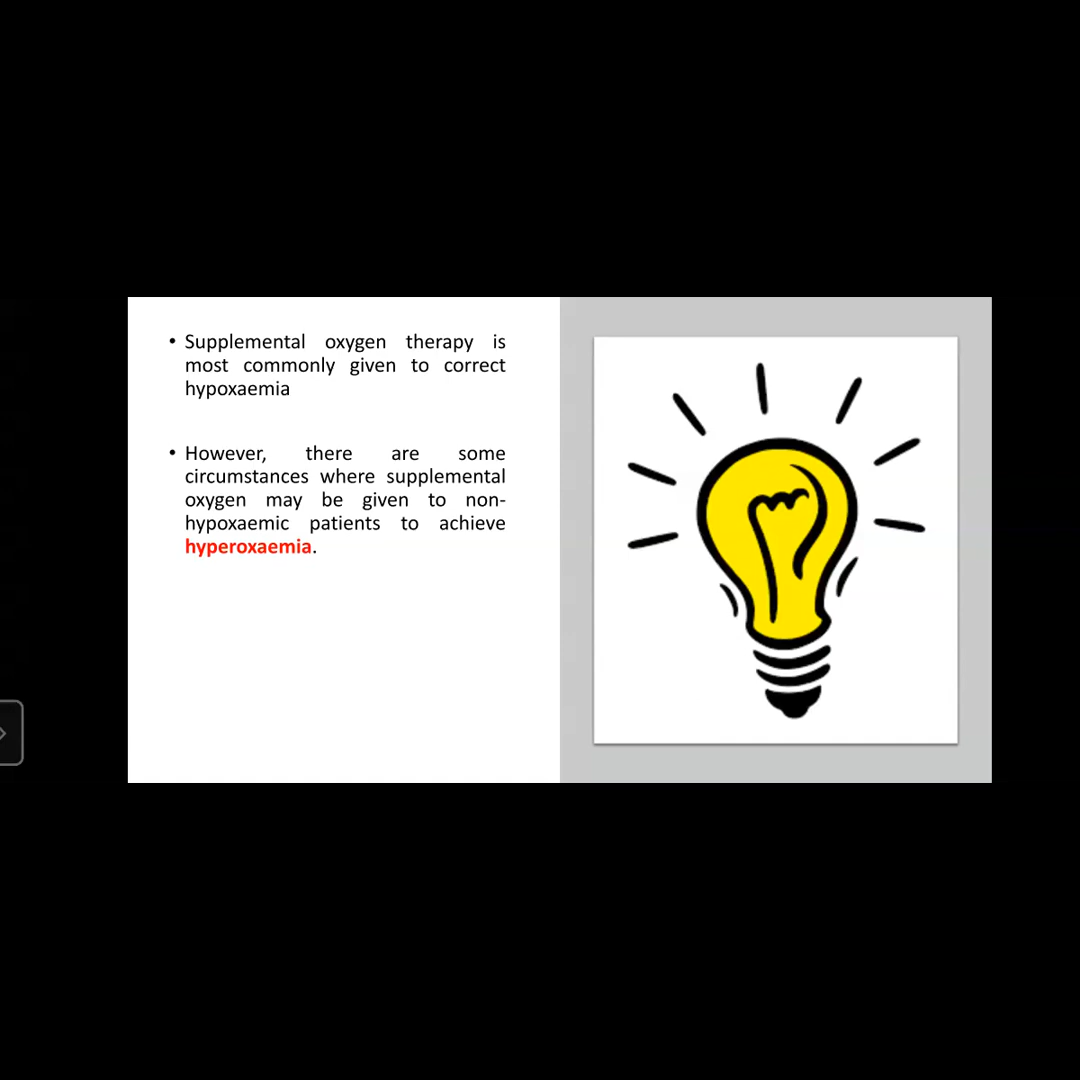 • Supplemental oxygen therapy is
most commonly given to correct
hypoxaemia
• However, there are some
circumstances where supplemental
oxygen may be given to non-
hypoxaemic patients to achieve
hyperoxaemia.